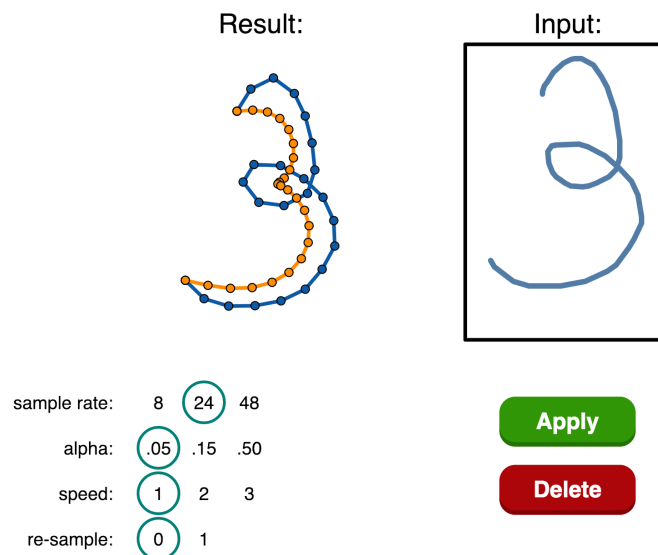 Result: Input:
sample rate: 8 24 48
alpha: .05 .15 .50
speed: 1 2 3
re-sample: 0 1
Apply
Delete